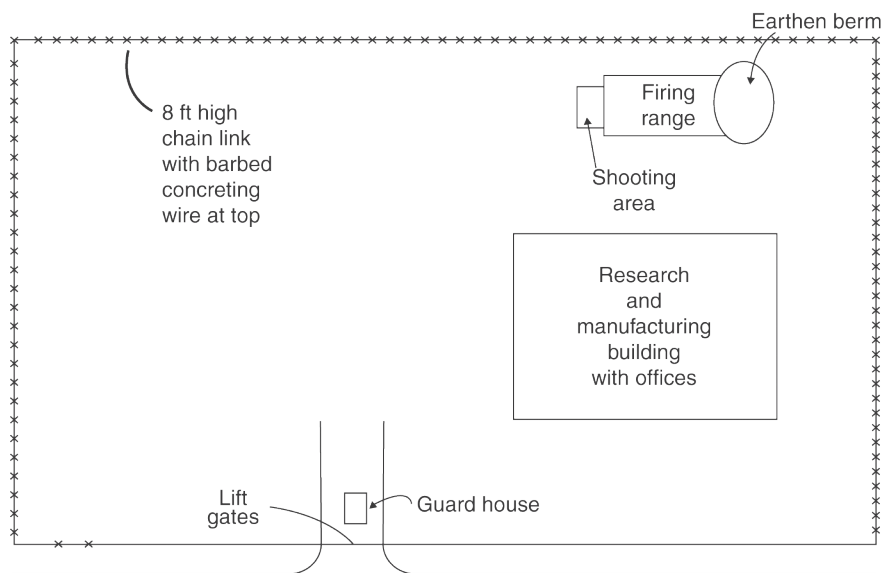 Earthen berm
8 ft high
chain link
with barbed
concreting
wire at top
Firing
range
Shooting
area
Research
and
manufacturing
building
with offices
Lift
gates
Guard house